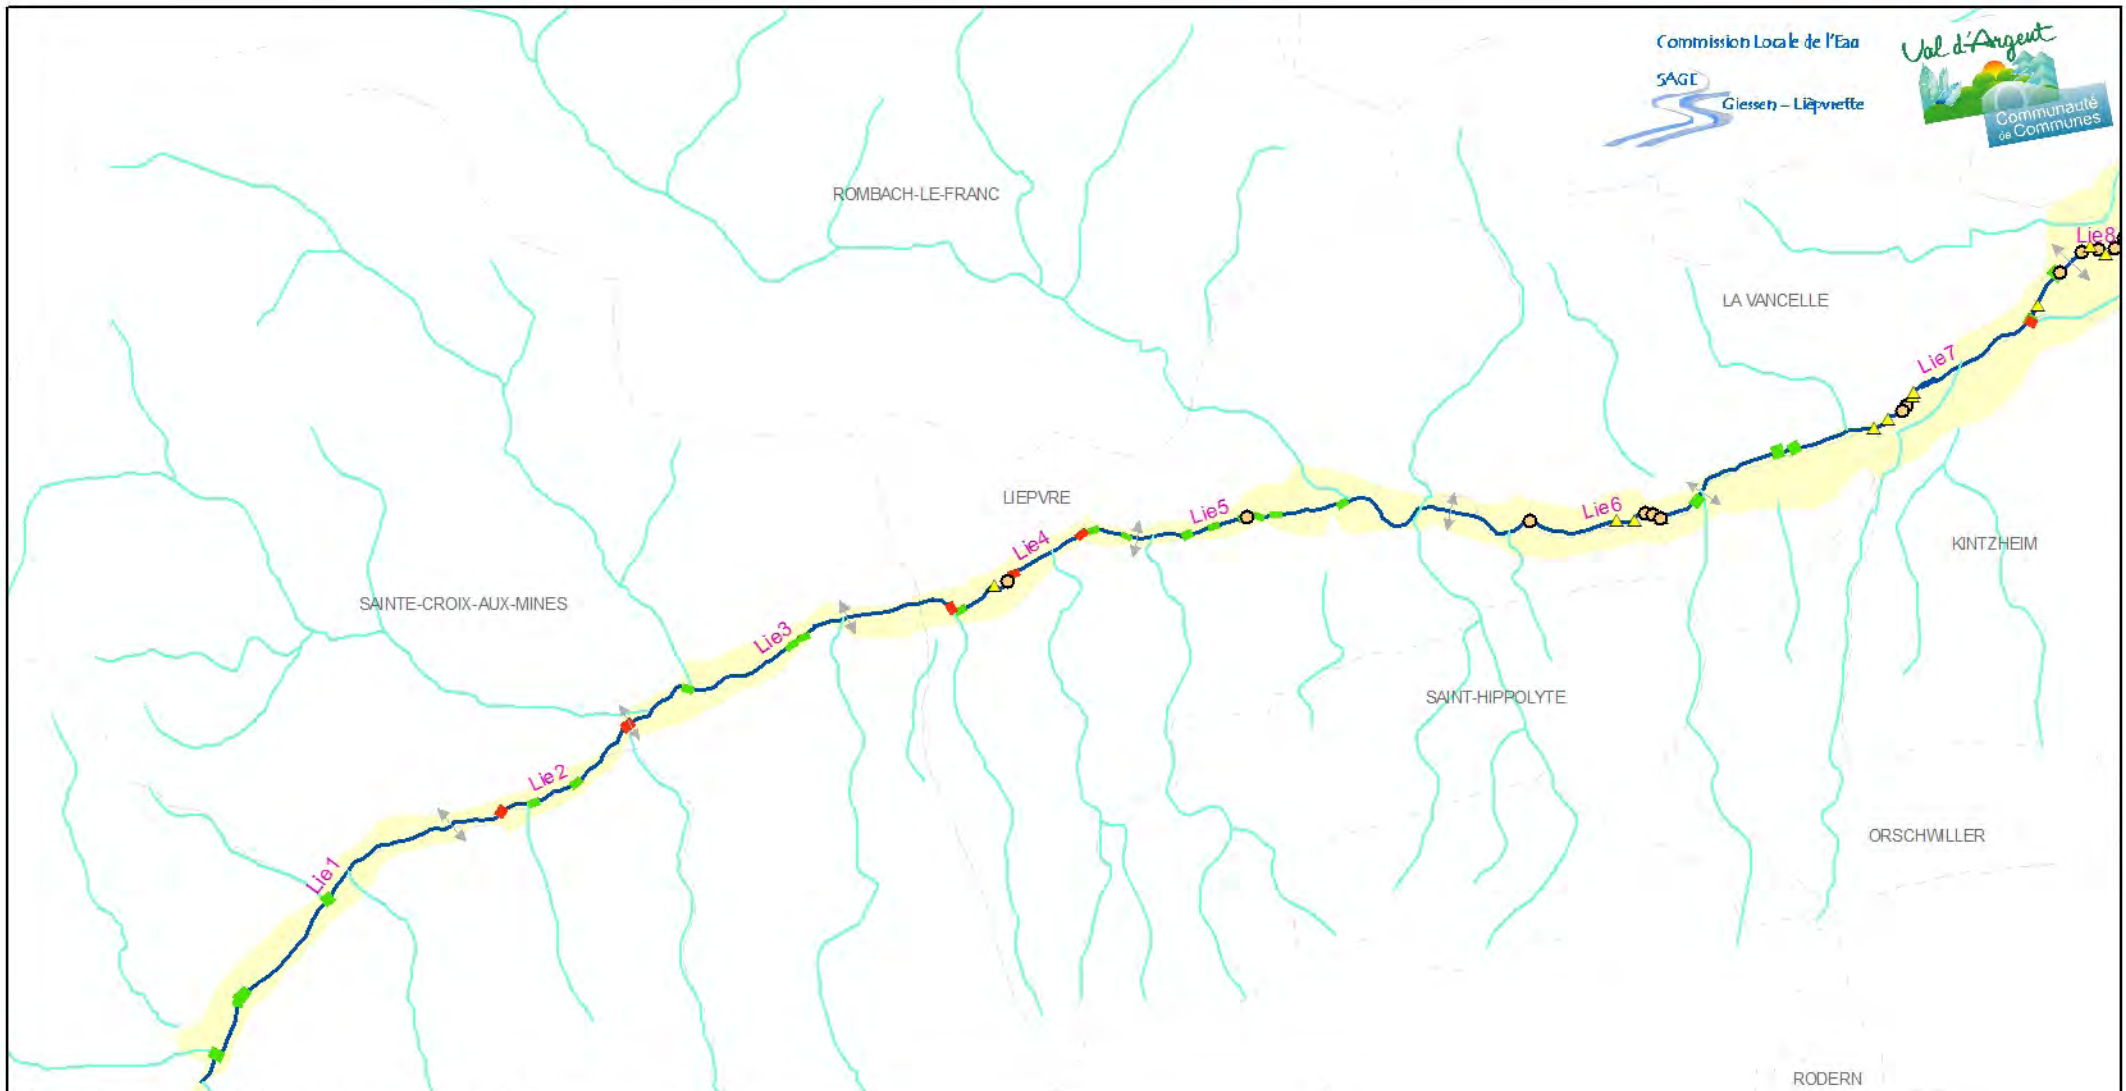 Commission Locale de l'Eau
SAGE
Giessen – Lièpvrette
Val d'Argent
Communauté
de Communes
ROMBACH-LE-FRANC
Lie8
LA VANCELLE
Lie7
LIEPVRE
Lie5
Lie6
Lie4
KINTZHEIM
SAINTE-CROIX-AUX-MINES
Lie3
SAINT-HIPPOLYTE
Lie2
ORSCHWILLER
Lie1
RODERN